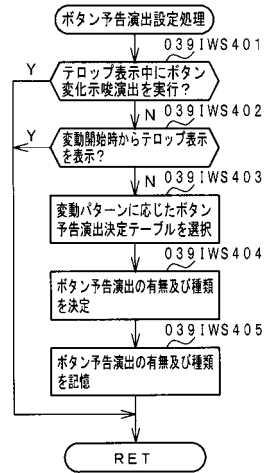 ボタン予告演出設定処理
039IWS401
Y
テロップ表示中にボタン
変化示唆演出を実行？
N
039IWS402
Y
変動開始時からテロップ表示
を表示？
N
039IWS403
変動パターンに応じたボタン
予告演出決定テーブルを選択
039IWS404
ボタン予告演出の有無及び種類
を決定
039IWS405
ボタン予告演出の有無及び種類
を記憶
RET